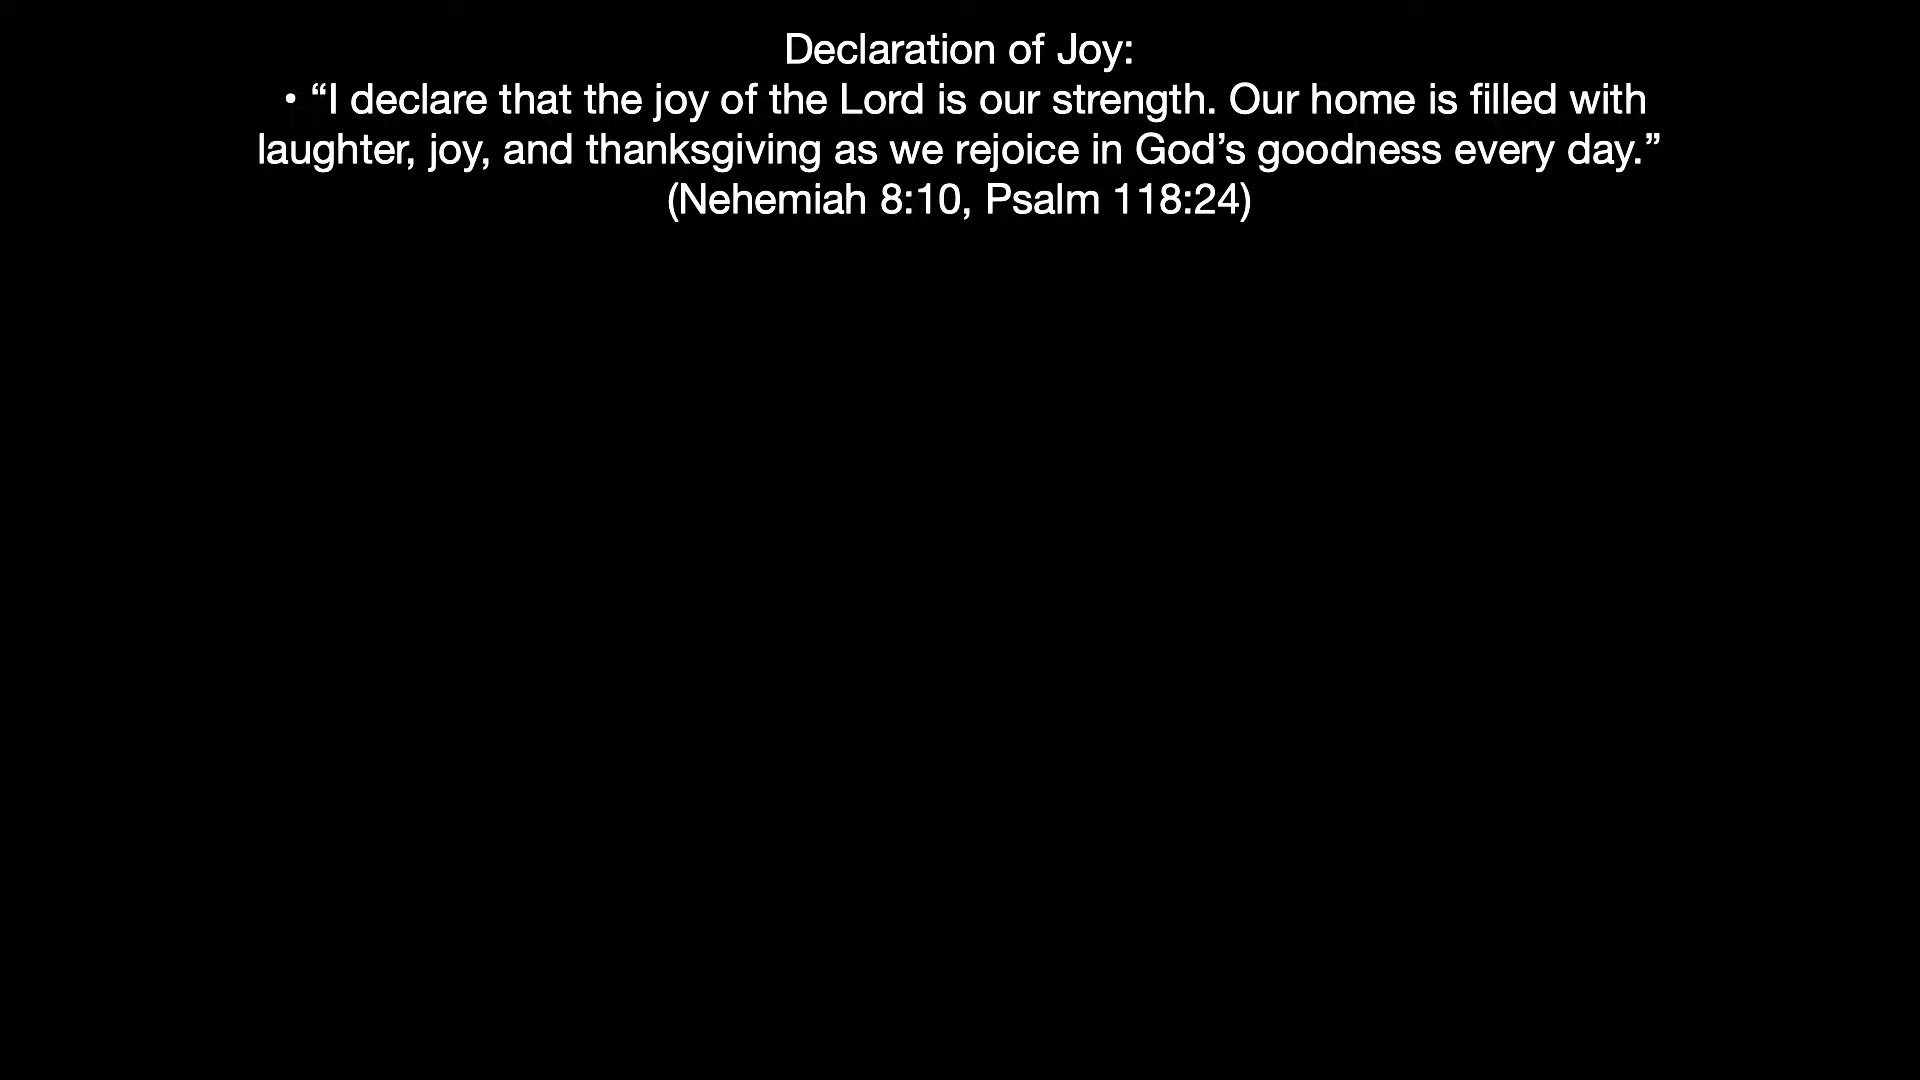 Declaration of Joy:
• “I declare that the joy of the Lord is our strength. Our home is filled with
laughter, joy, and thanksgiving as we rejoice in God’s goodness every day.”
(Nehemiah 8:10, Psalm 118:24)